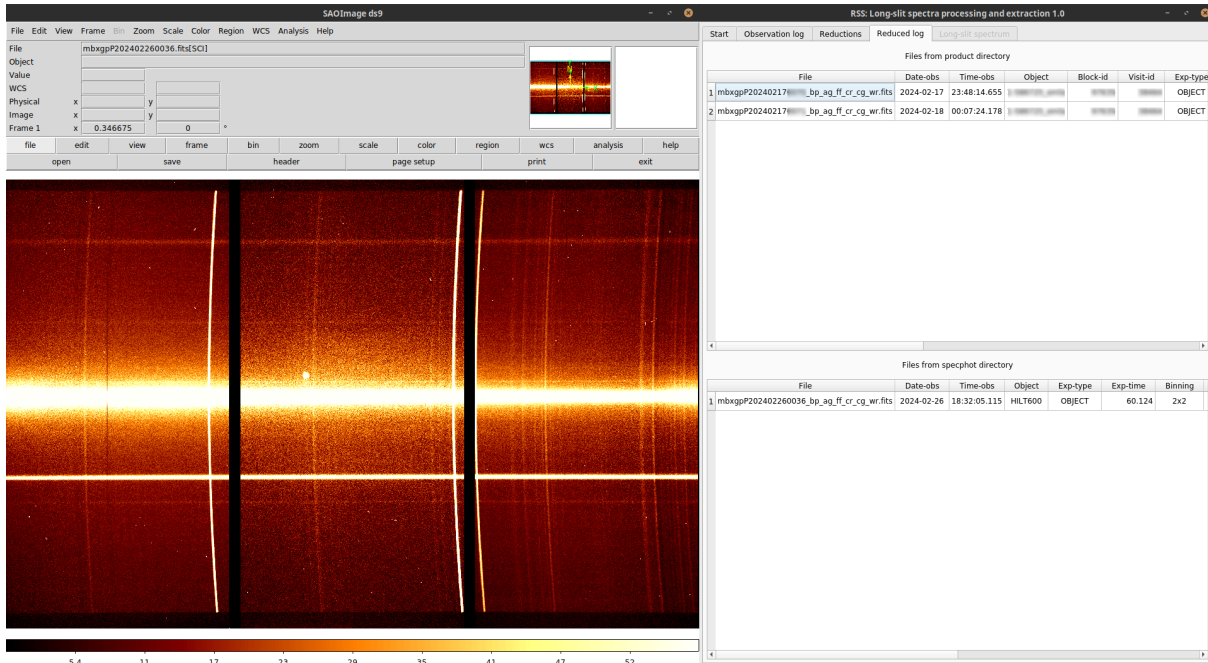 SAOImage ds9
File Edit View Frame Bin Zoom Scale Color Region WCS Analysis Help
File mbxgpP202402260036.fits[SCI]
Object
Value
WCS
Physical x y
Image x y
Frame 1 x 0.346675 0 °
file edit view frame bin zoom scale color region wcs analysis help
open save header page setup print exit
5.4 11 17 23 29 35 41 47 52
RSS: Long-slit spectra processing and extraction 1.0
Start Observation log Reductions Reduced log Long-slit spectrum
Files from product directory
File Date-obs Time-obs Object Block-id Visit-id Exp-type
1 mbxgpP20240217 _bp_ag_ff_cr_cg_wr.fits 2024-02-17 23:48:14.655 OBJECT
2 mbxgpP20240217 _bp_ag_ff_cr_cg_wr.fits 2024-02-18 00:07:24.178 OBJECT
Files from specphot directory
File Date-obs Time-obs Object Exp-type Exp-time Binning
1 mbxgpP202402260036_bp_ag_ff_cr_cg_wr.fits 2024-02-26 18:32:05.115 HILT600 OBJECT 60.124 2x2